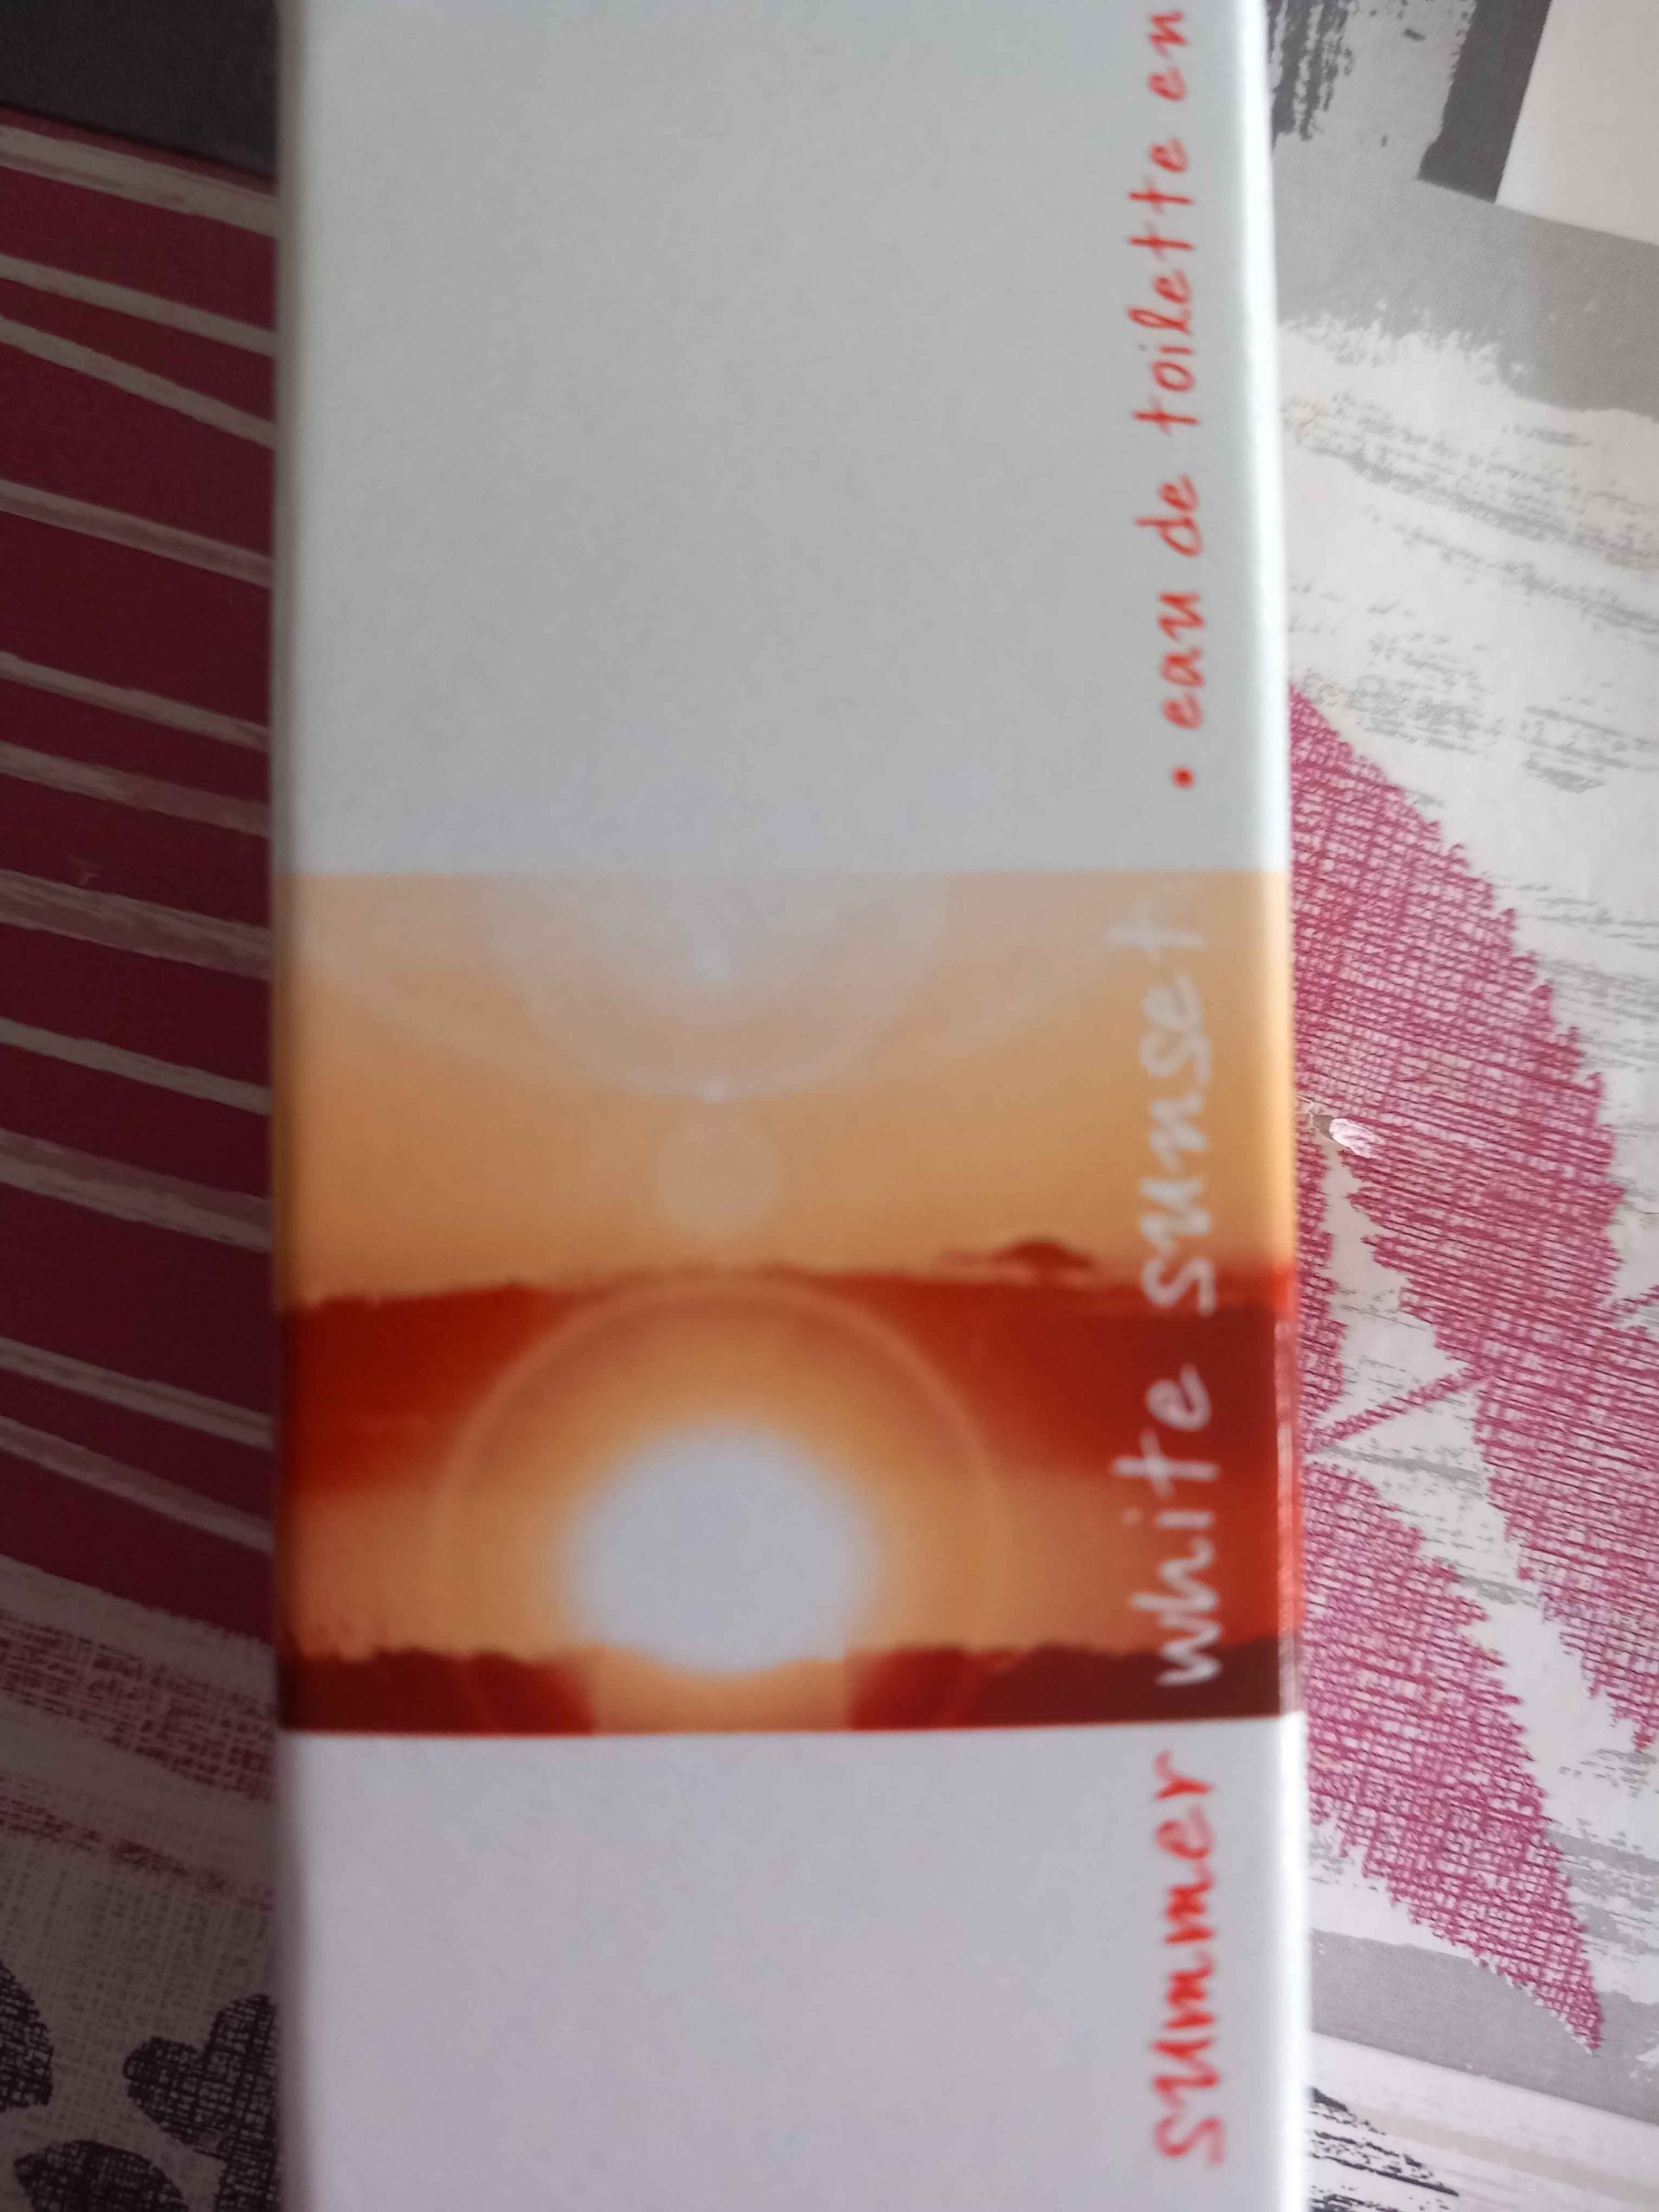 summer white sunset • eau de toilette en